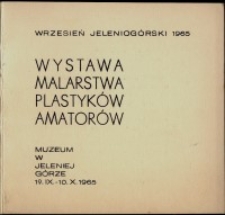 WRZESIEŃ JELENIOGÓRSKI 1965
WYSTAWA
MALARSTWA
PLASTYKÓW
AMATORÓW
MUZEUM
W
JELENIEJ
GÓRZE
19.IX.-10.X.1965